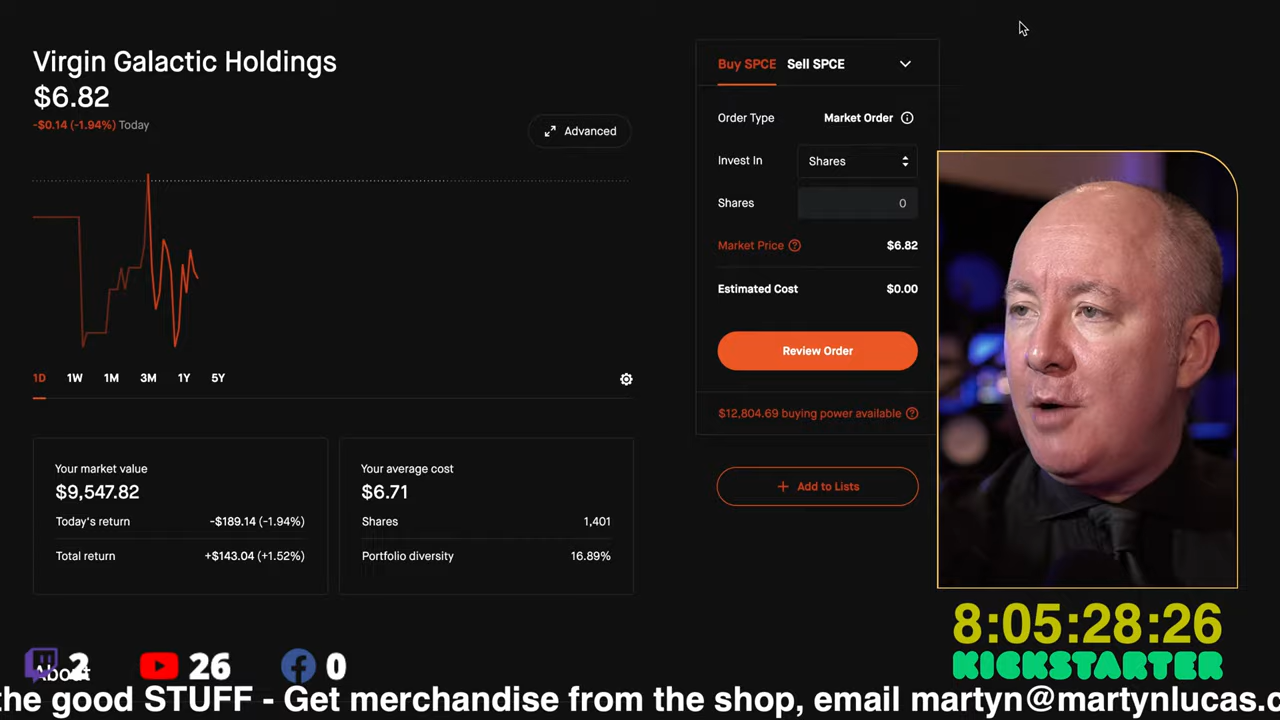 Virgin Galactic Holdings
$6.82
-$0.14 (-1.94%) Today
Advanced
1D 1W 1M 3M 1Y 5Y
Your market value
$9,547.82
Today's return -$189.14 (-1.94%)
Total return +$143.04 (+1.52%)
Your average cost
$6.71
Shares 1,401
Portfolio diversity 16.89%
Buy SPCE Sell SPCE
Order Type Market Order
Invest In Shares
Shares 0
Market Price $6.82
Estimated Cost $0.00
Review Order
$12,804.69 buying power available
+ Add to Lists
8:05:28:26
KICKSTARTER
About
2 26 0
the good STUFF - Get merchandise from the shop, email martyn@martynlucas.c